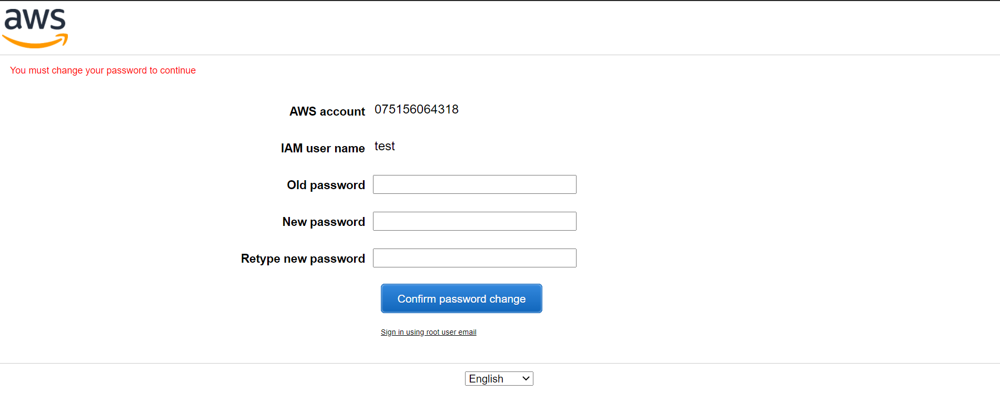 aws
You must change your password to continue
AWS account 075156064318
IAM user name test
Old password
New password
Retype new password
Confirm password change
Sign in using root user email
English